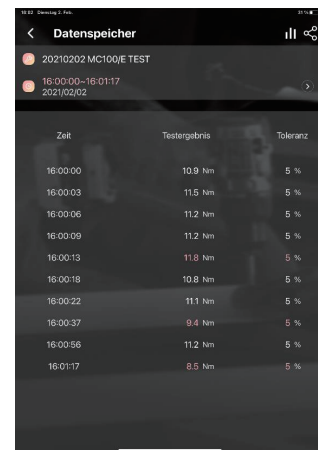 16:02 Dienstag 2. Feb. 31 %
Datenspeicher
20210202 MC100/E TEST
16:00:00~16:01:17
2021/02/02
Zeit Testergebnis Toleranz
16:00:00 10.9 Nm 5 %
16:00:03 11.5 Nm 5 %
16:00:06 11.2 Nm 5 %
16:00:09 11.2 Nm 5 %
16:00:13 11.8 Nm 5 %
16:00:18 10.8 Nm 5 %
16:00:22 11.1 Nm 5 %
16:00:37 9.4 Nm 5 %
16:00:56 11.2 Nm 5 %
16:01:17 8.5 Nm 5 %